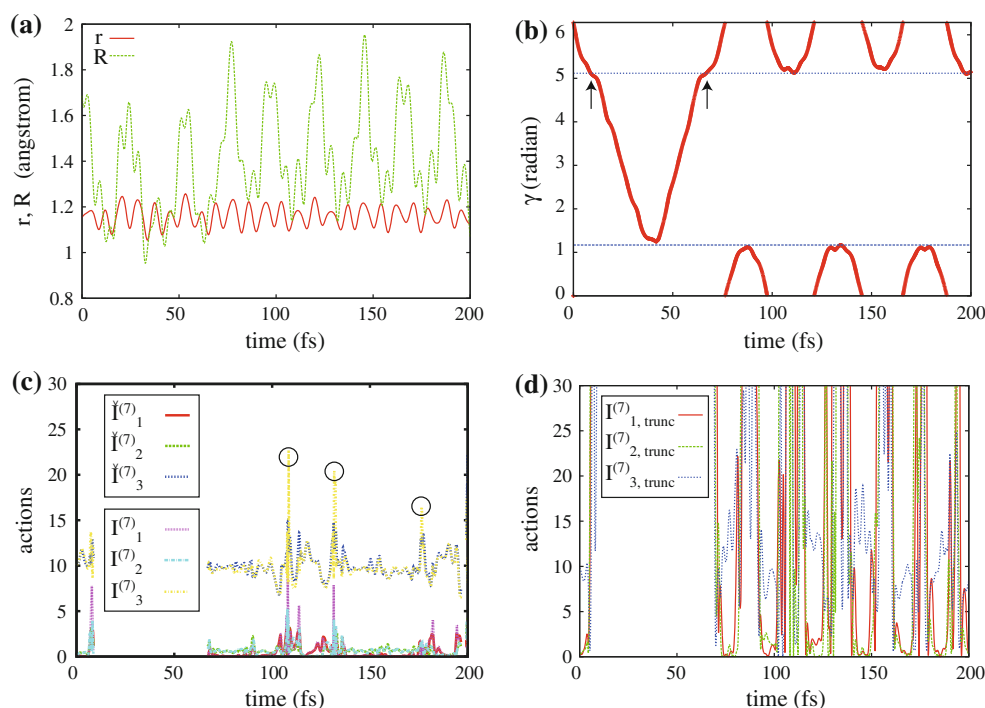 (a)
r
R
2
1.8
1.6
1.4
1.2
1
0.8
r, R (angstrom)
0
50
100
150
200
time (fs)
(b)
6
5
4
3
2
1
0
γ (radian)
0
50
100
150
200
time (fs)
(c)
30
25
20
15
10
5
0
actions
Ǐ(7)1
Ǐ(7)2
Ǐ(7)3
I(7)1
I(7)2
I(7)3
0
50
100
150
200
time (fs)
(d)
30
25
20
15
10
5
0
actions
I(7)1, trunc
I(7)2, trunc
I(7)3, trunc
0
50
100
150
200
time (fs)